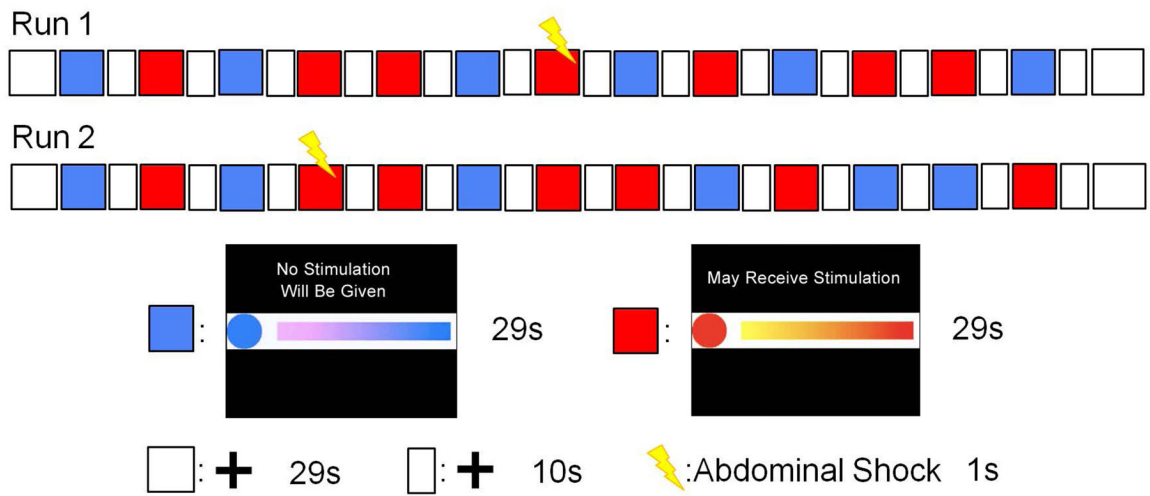 Run 1
Run 2
No Stimulation
Will Be Given
: 29s
May Receive Stimulation
: 29s
: + 29s
: + 10s
:Abdominal Shock 1s